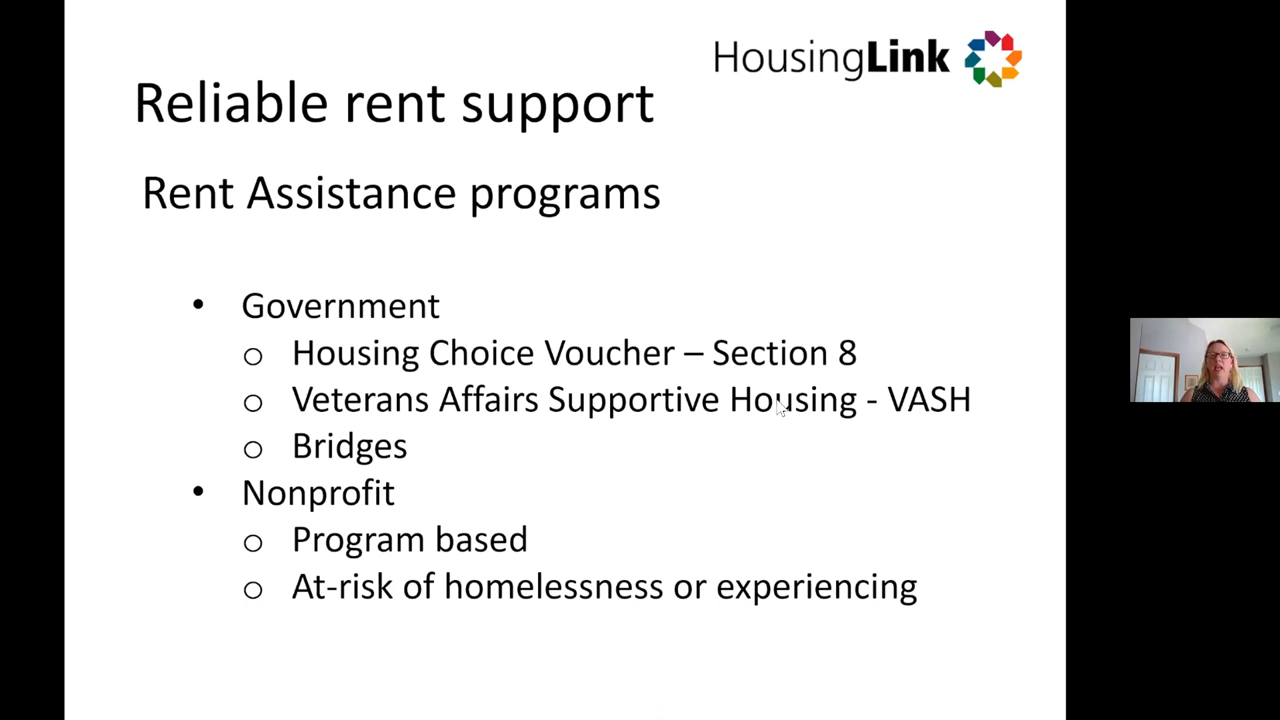 HousingLink
Reliable rent support
Rent Assistance programs
• Government
o Housing Choice Voucher – Section 8
o Veterans Affairs Supportive Housing - VASH
o Bridges
• Nonprofit
o Program based
o At-risk of homelessness or experiencing